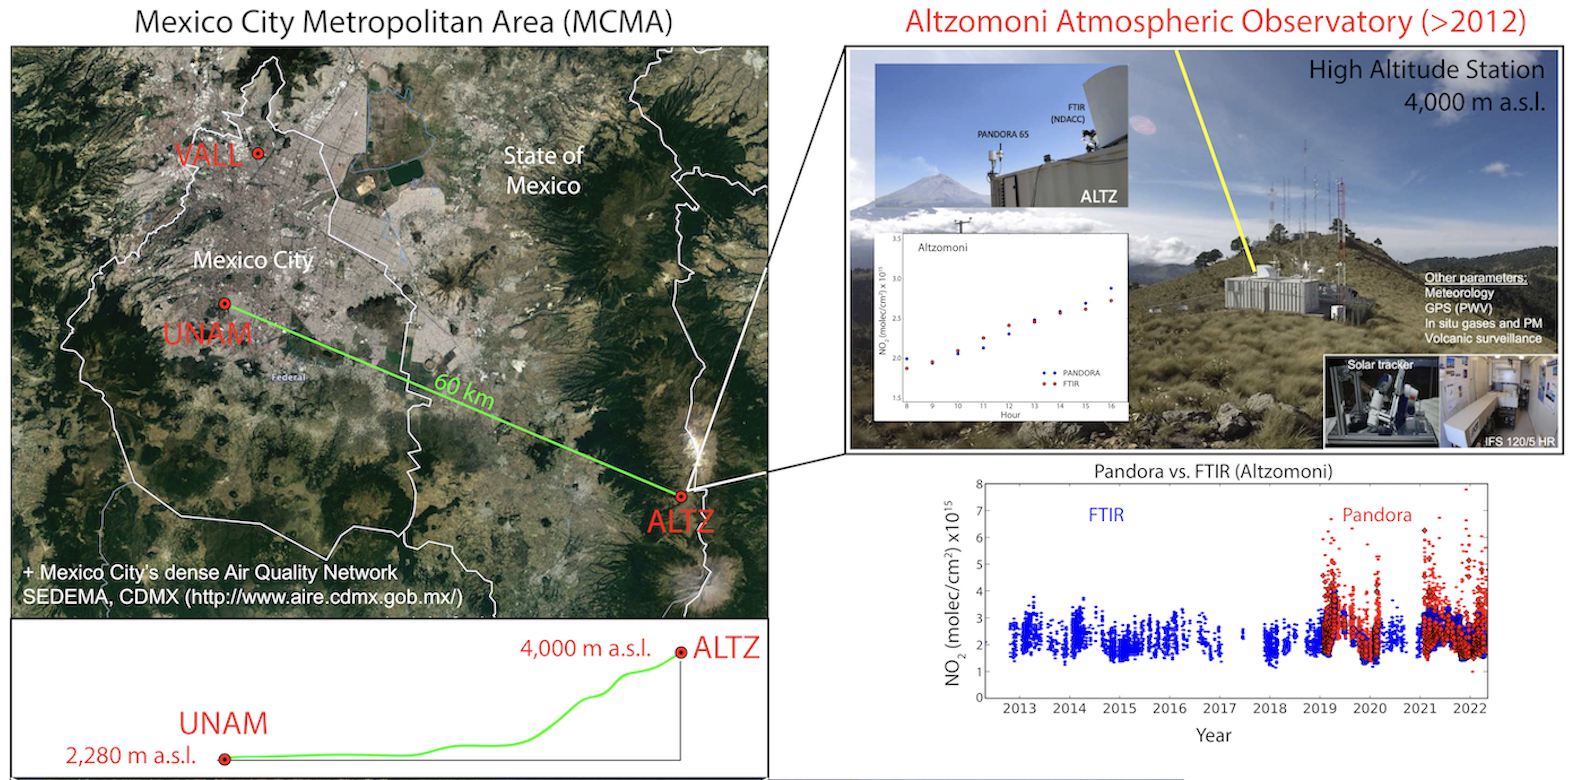 Mexico City Metropolitan Area (MCMA)
VALL
State of
Mexico
Mexico City
UNAM
Federal
60 km
ALTZ
+ Mexico City's dense Air Quality Network
SEDEMA, CDMX (http://www.aire.cdmx.gob.mx/)
4,000 m a.s.l.
ALTZ
UNAM
2,280 m a.s.l.
Altzomoni Atmospheric Observatory (>2012)
High Altitude Station
4,000 m a.s.l.
FTIR
(NDACC)
PANDORA 65
ALTZ
Altzomoni
NO2 (molec/cm²) x 10¹⁵
3.5
3.0
2.5
2.0
1.5
PANDORA
FTIR
8 9 10 11 12 13 14 15 16
Hour
Other parameters:
Meteorology
GPS (PWV)
In situ gases and PM
Volcanic surveillance
Solar tracker
IFS 120/5 HR
Pandora vs. FTIR (Altzomoni)
NO₂ (molec/cm²) x10¹⁵
8
7
6
5
4
3
2
1
0
FTIR
Pandora
2013 2014 2015 2016 2017 2018 2019 2020 2021 2022
Year